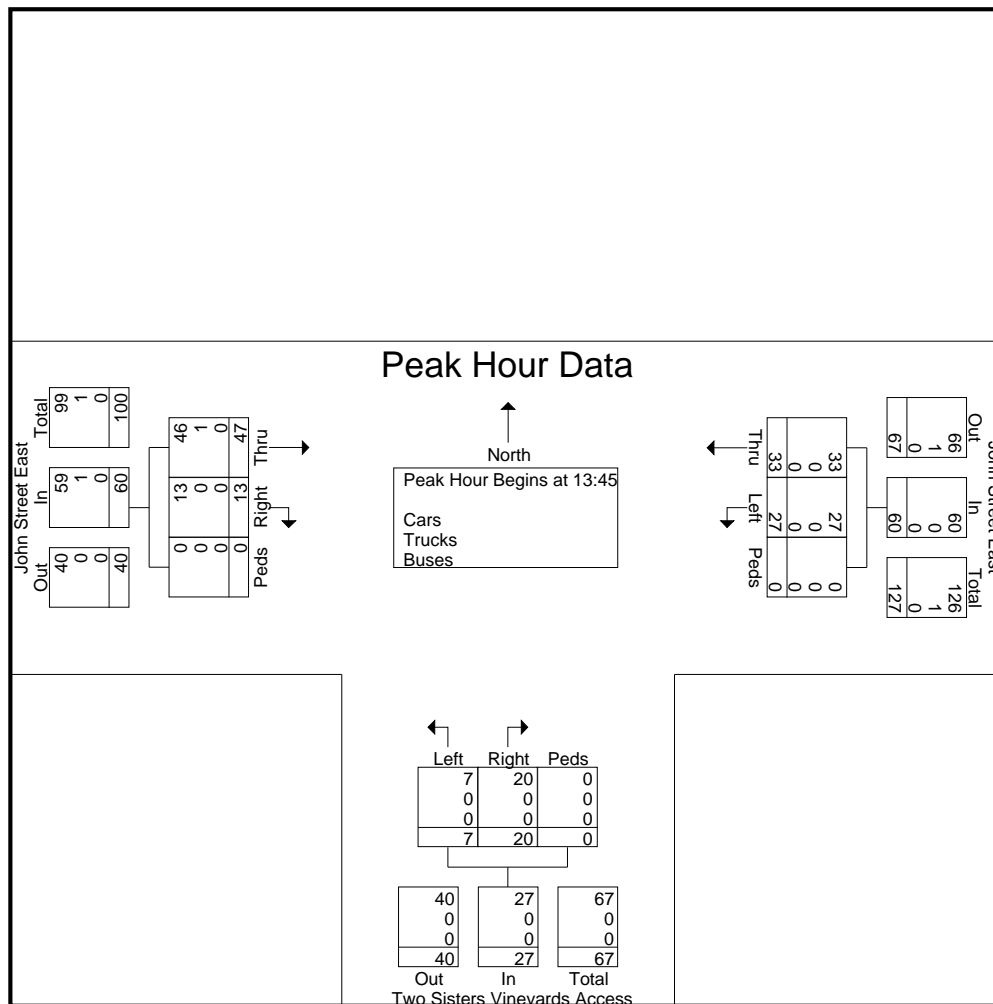 Peak Hour Data
North
Peak Hour Begins at 13:45
Cars
Trucks
Buses
John Street East
Total In Out
99 59 40
1 1 0
0 0 0
100 60 40
Thru Right Peds
46 13 0
1 0 0
0 0 0
47 13 0
John Street East
Out In Total
66 60 126
1 0 1
0 0 0
67 60 127
Thru Left Peds
33 27 0
0 0 0
0 0 0
33 27 0
Left Right Peds
7 20 0
0 0 0
0 0 0
7 20 0
40 27 67
0 0 0
0 0 0
40 27 67
Out In Total
Two Sisters Vineyards Access